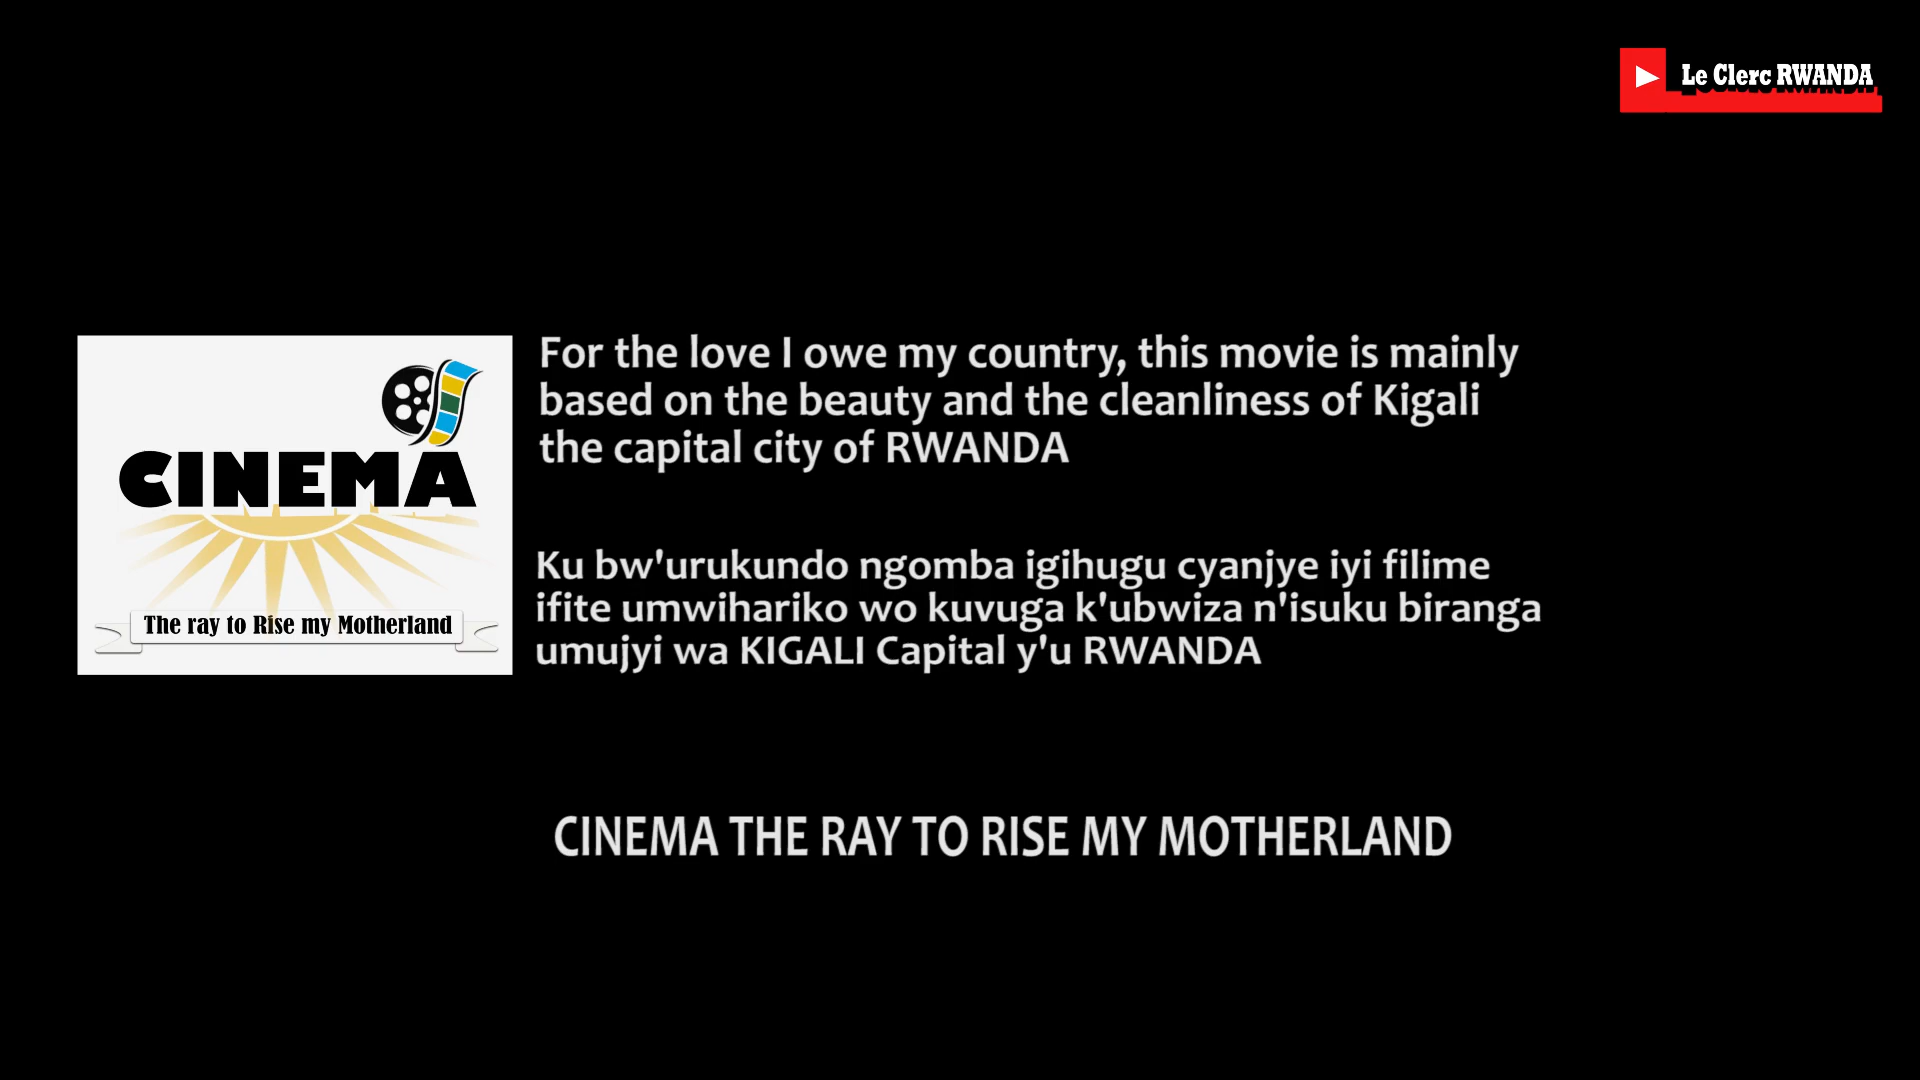 Le Clerc RWANDA
For the love I owe my country, this movie is mainly
based on the beauty and the cleanliness of Kigali
the capital city of RWANDA
CINEMA
The ray to Rise my Motherland
Ku bw'urukundo ngomba igihugu cyanjye iyi filime
ifite umwihariko wo kuvuga k'ubwiza n'isuku biranga
umujyi wa KIGALI Capital y'u RWANDA
CINEMA THE RAY TO RISE MY MOTHERLAND